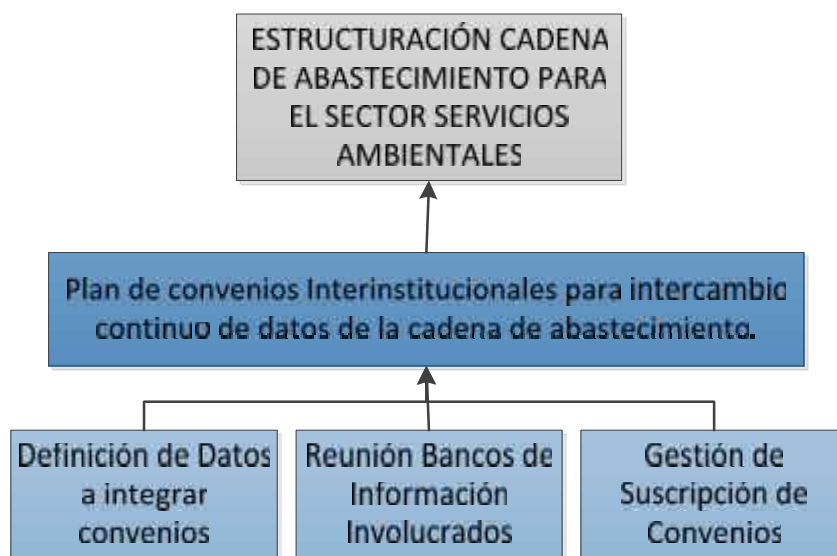 ESTRUCTURACIÓN CADENA
DE ABASTECIMIENTO PARA
EL SECTOR SERVICIOS
AMBIENTALES
Plan de convenios Interinstitucionales para intercambio
continuo de datos de la cadena de abastecimiento.
Definición de Datos
a integrar
convenios
Reunión Bancos de
Información
Involucrados
Gestión de
Suscripción de
Convenios